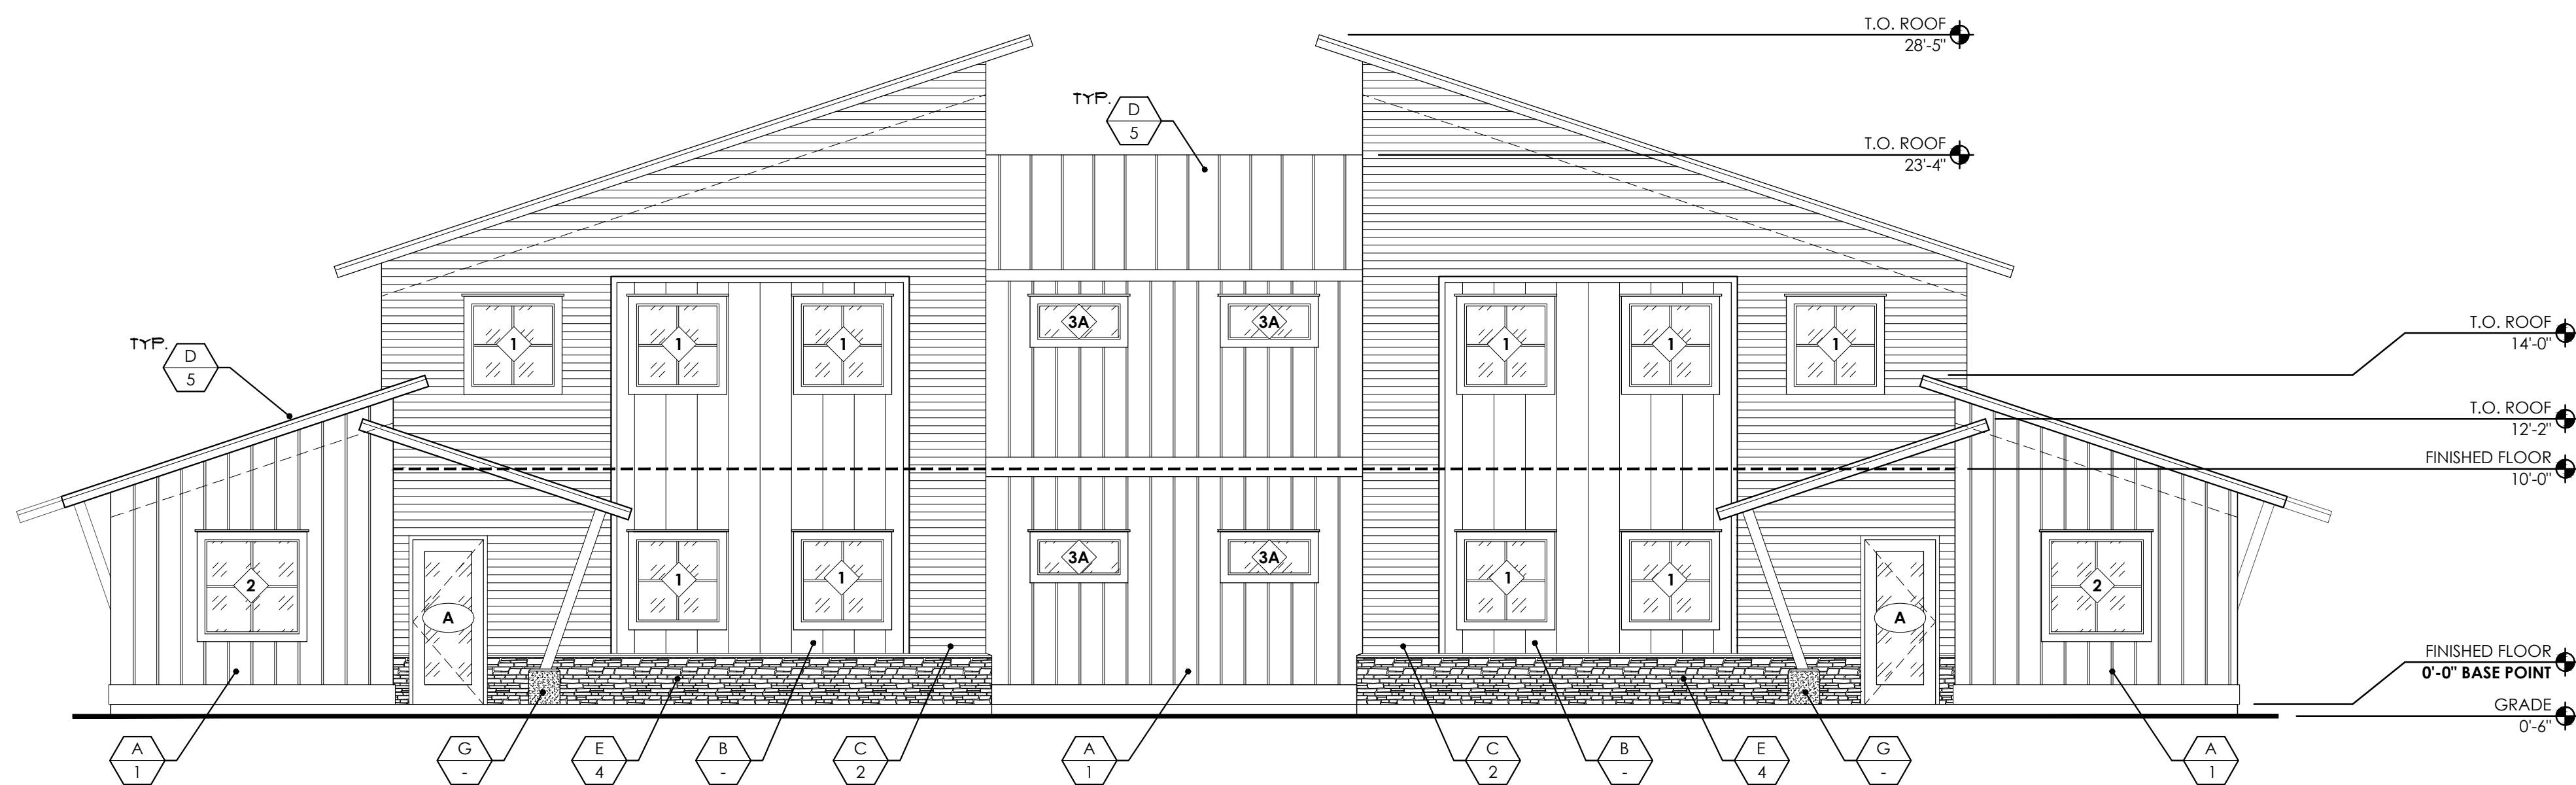 T.O. ROOF
28'-5"
TYP.
D
5
T.O. ROOF
23'-4"
T.O. ROOF
14'-0"
3A
3A
1
1
1
1
1
1
TYP.
D
5
T.O. ROOF
12'-2"
FINISHED FLOOR
10'-0"
3A
3A
2
1
1
1
1
2
A
A
FINISHED FLOOR
0'-0" BASE POINT
GRADE
0'-6"
A
1
G
-
E
4
B
-
C
2
A
1
C
2
B
-
E
4
G
-
A
1